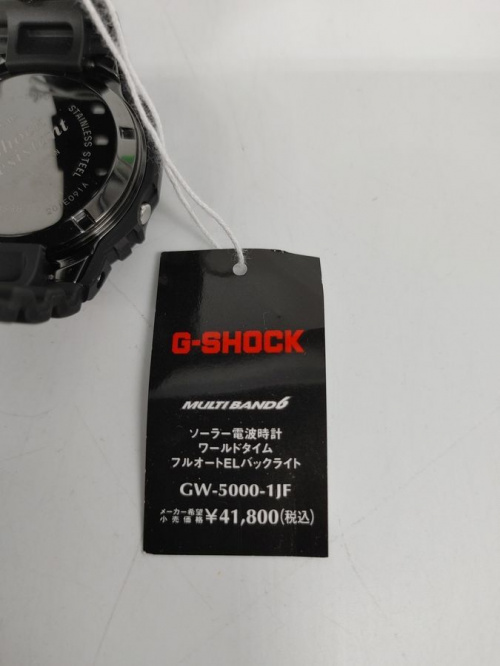 STAINLESS STEEL
G-SHOCK
MULTI BAND 6
ソーラー電波時計
ワールドタイム
フルオートELバックライト
GW-5000-1JF
メーカー希望小売価格 ¥41,800(税込)